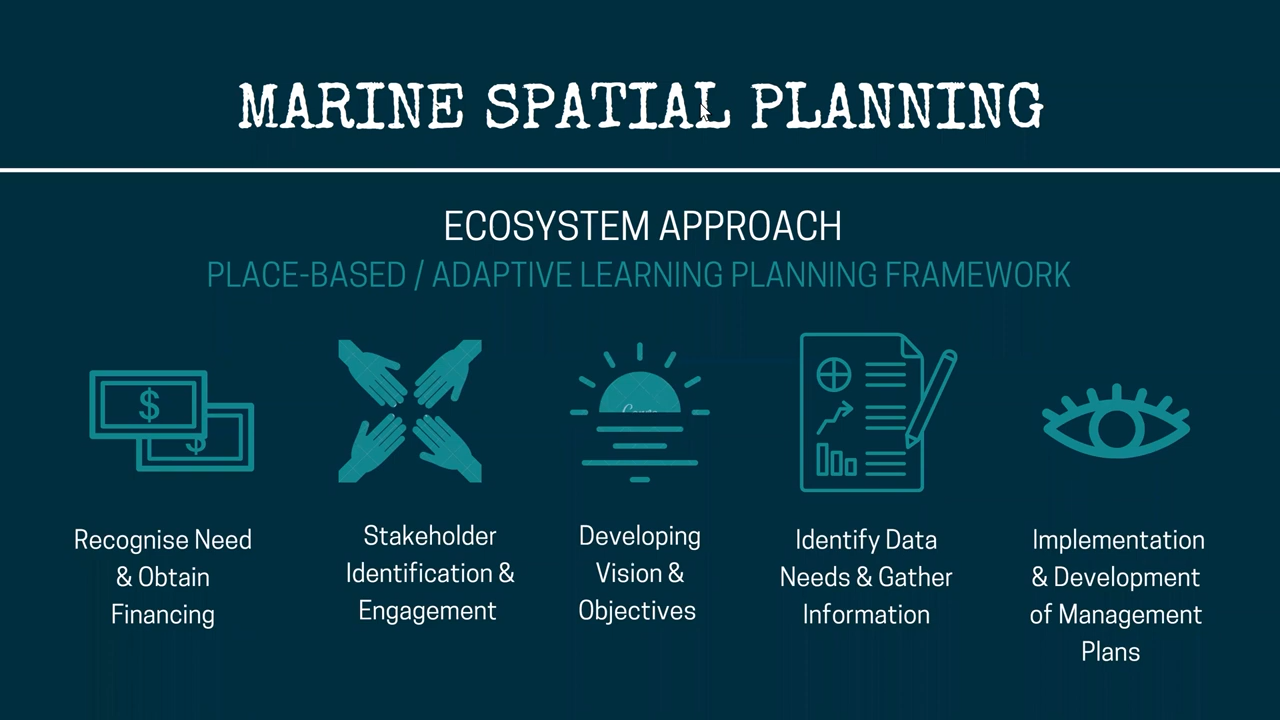 MARINE SPATIAL PLANNING
ECOSYSTEM APPROACH
PLACE-BASED / ADAPTIVE LEARNING PLANNING FRAMEWORK
$
$
Canva
Recognise Need
& Obtain
Financing
Stakeholder
Identification &
Engagement
Developing
Vision &
Objectives
Identify Data
Needs & Gather
Information
Implementation
& Development
of Management
Plans